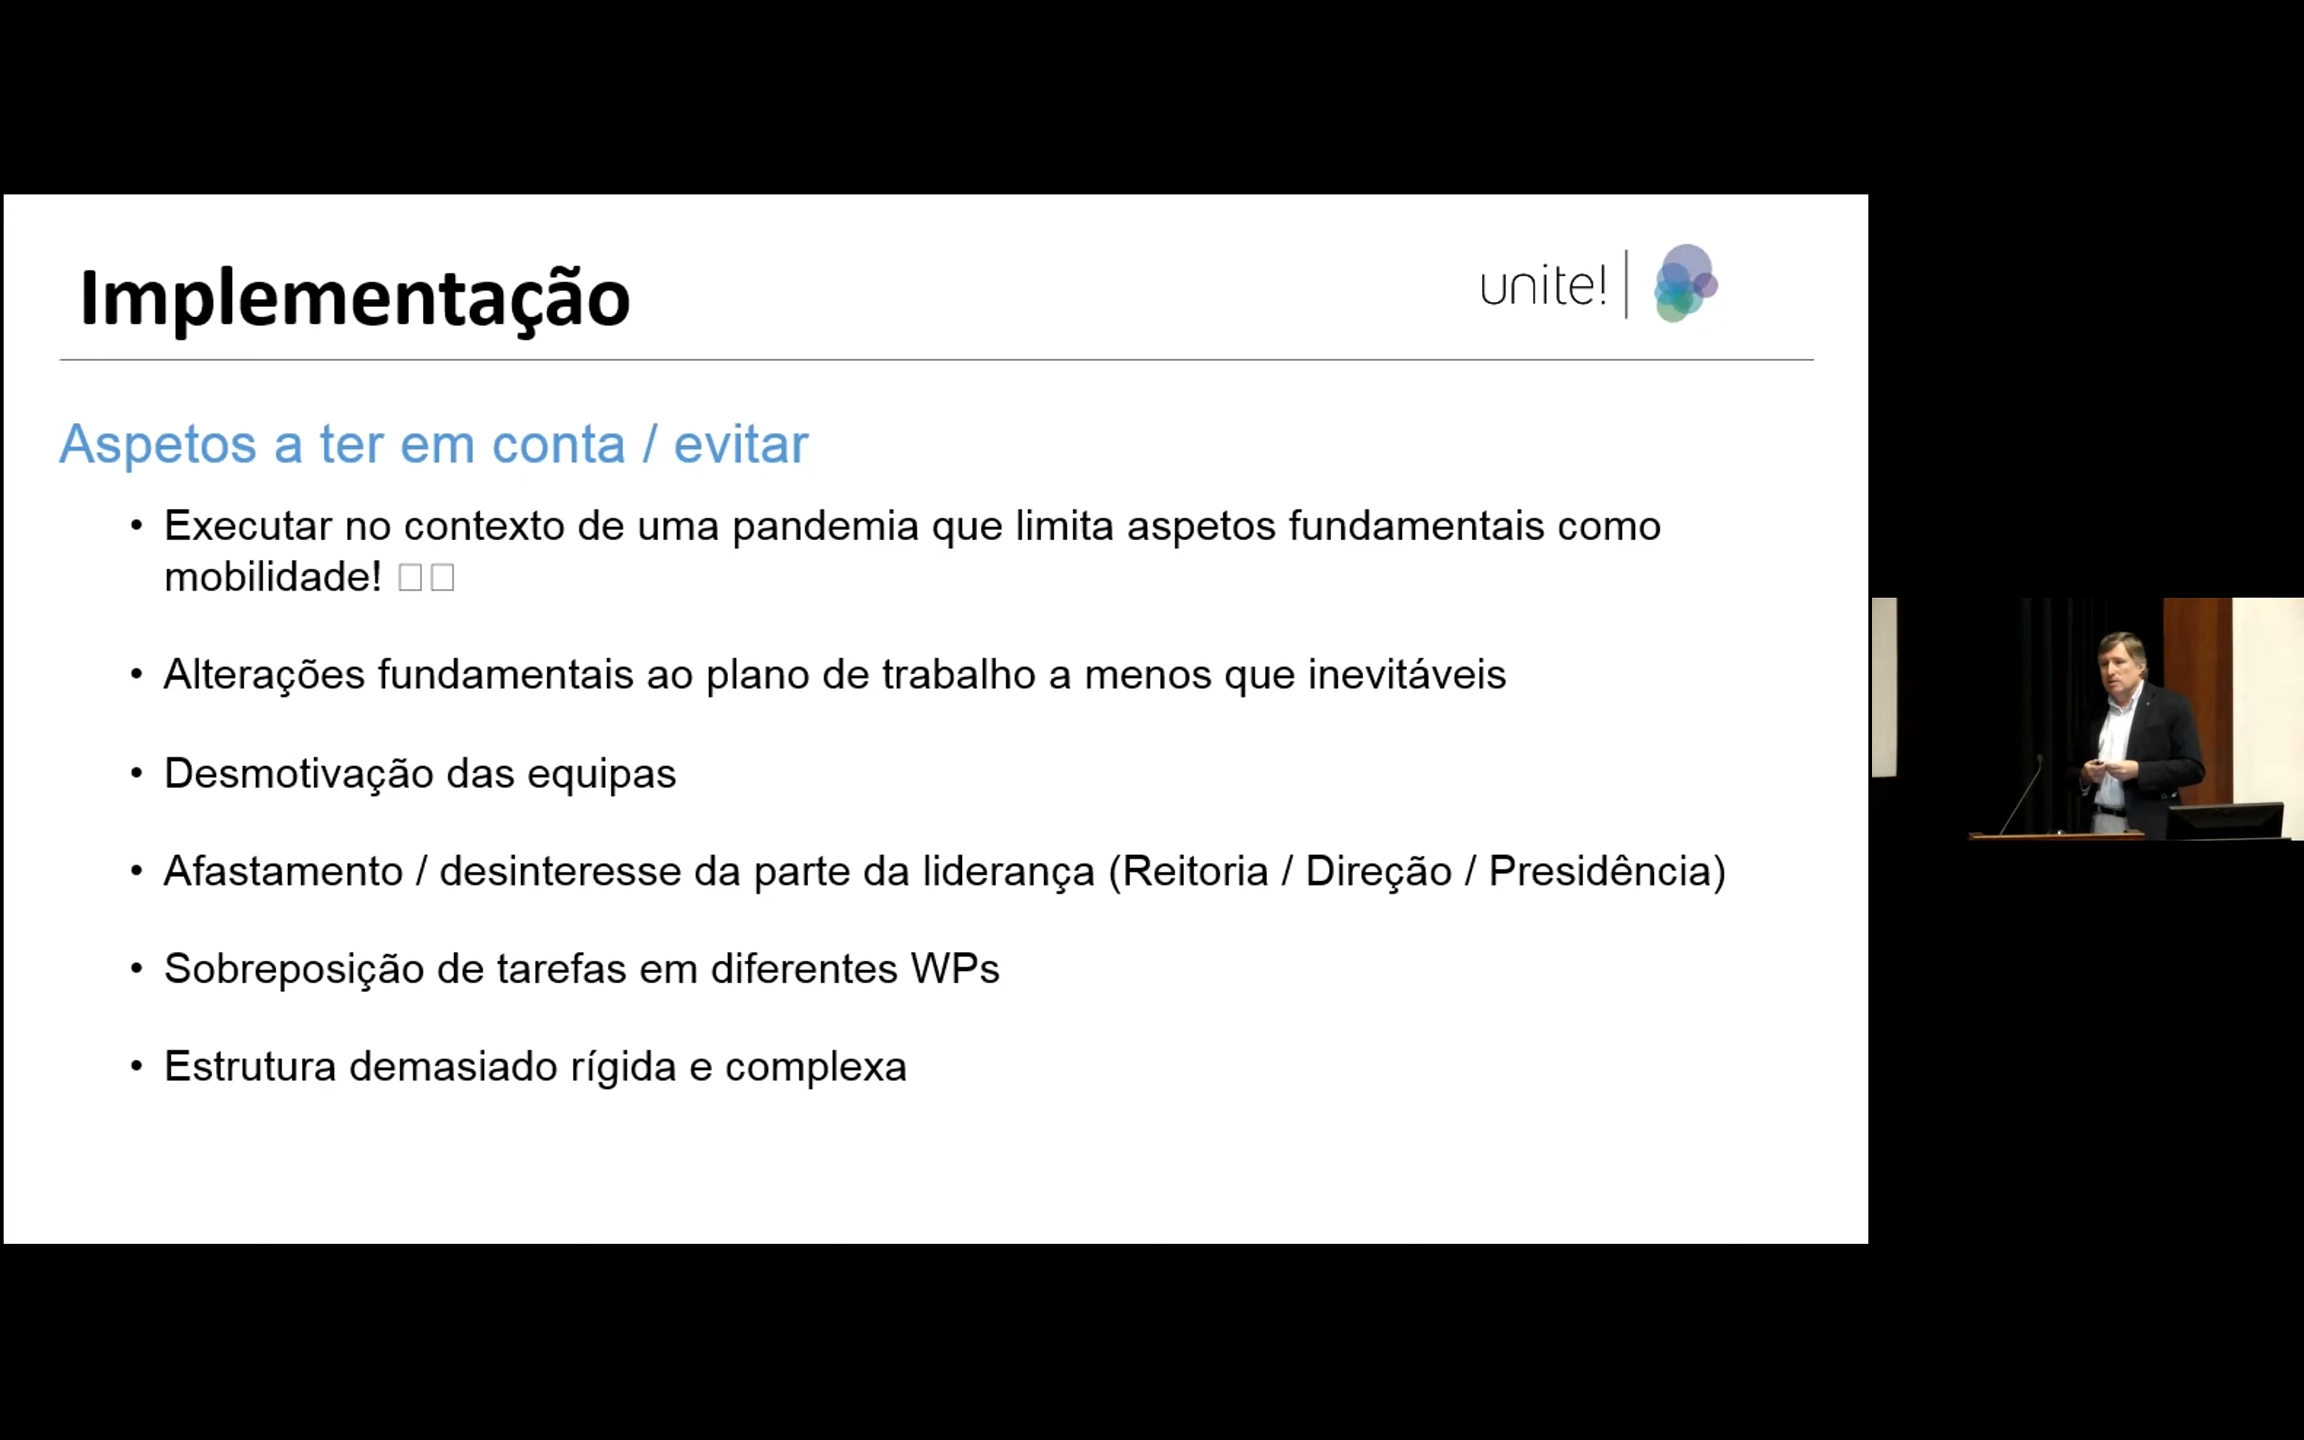 Implementação
unite!
Aspetos a ter em conta / evitar
• Executar no contexto de uma pandemia que limita aspetos fundamentais como
mobilidade! □□
• Alterações fundamentais ao plano de trabalho a menos que inevitáveis
• Desmotivação das equipas
• Afastamento / desinteresse da parte da liderança (Reitoria / Direção / Presidência)
• Sobreposição de tarefas em diferentes WPs
• Estrutura demasiado rígida e complexa